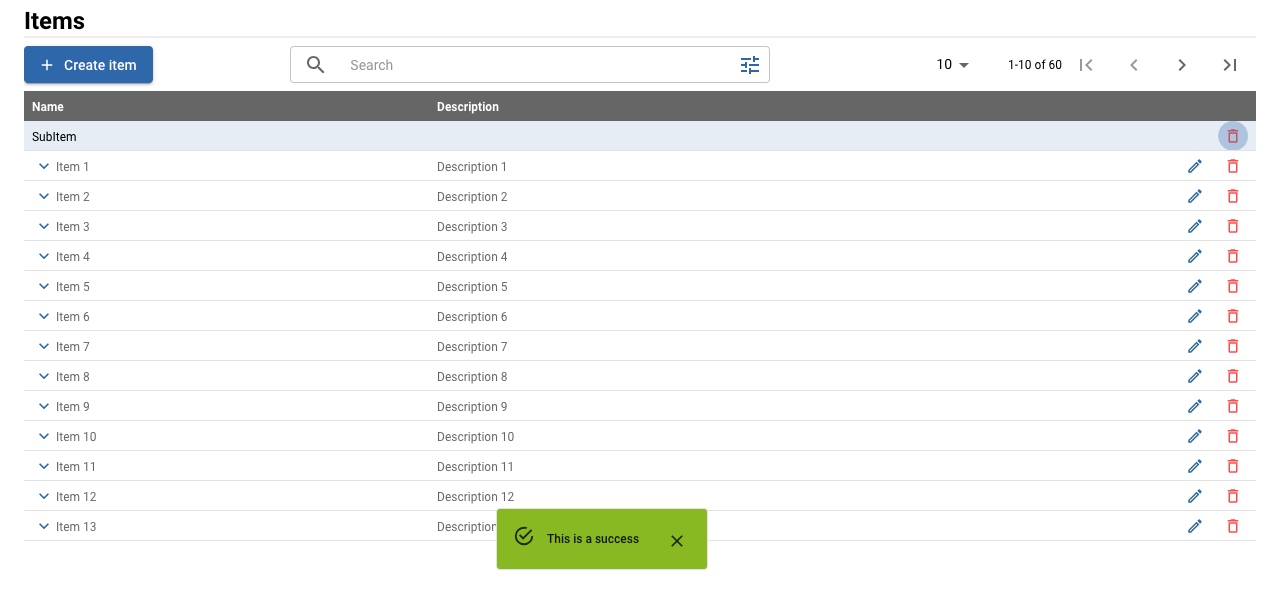 Items
Create item
Search
10
1-10 of 60
Name Description
SubItem
Item 1 Description 1
Item 2 Description 2
Item 3 Description 3
Item 4 Description 4
Item 5 Description 5
Item 6 Description 6
Item 7 Description 7
Item 8 Description 8
Item 9 Description 9
Item 10 Description 10
Item 11 Description 11
Item 12 Description 12
Item 13 Description
This is a success